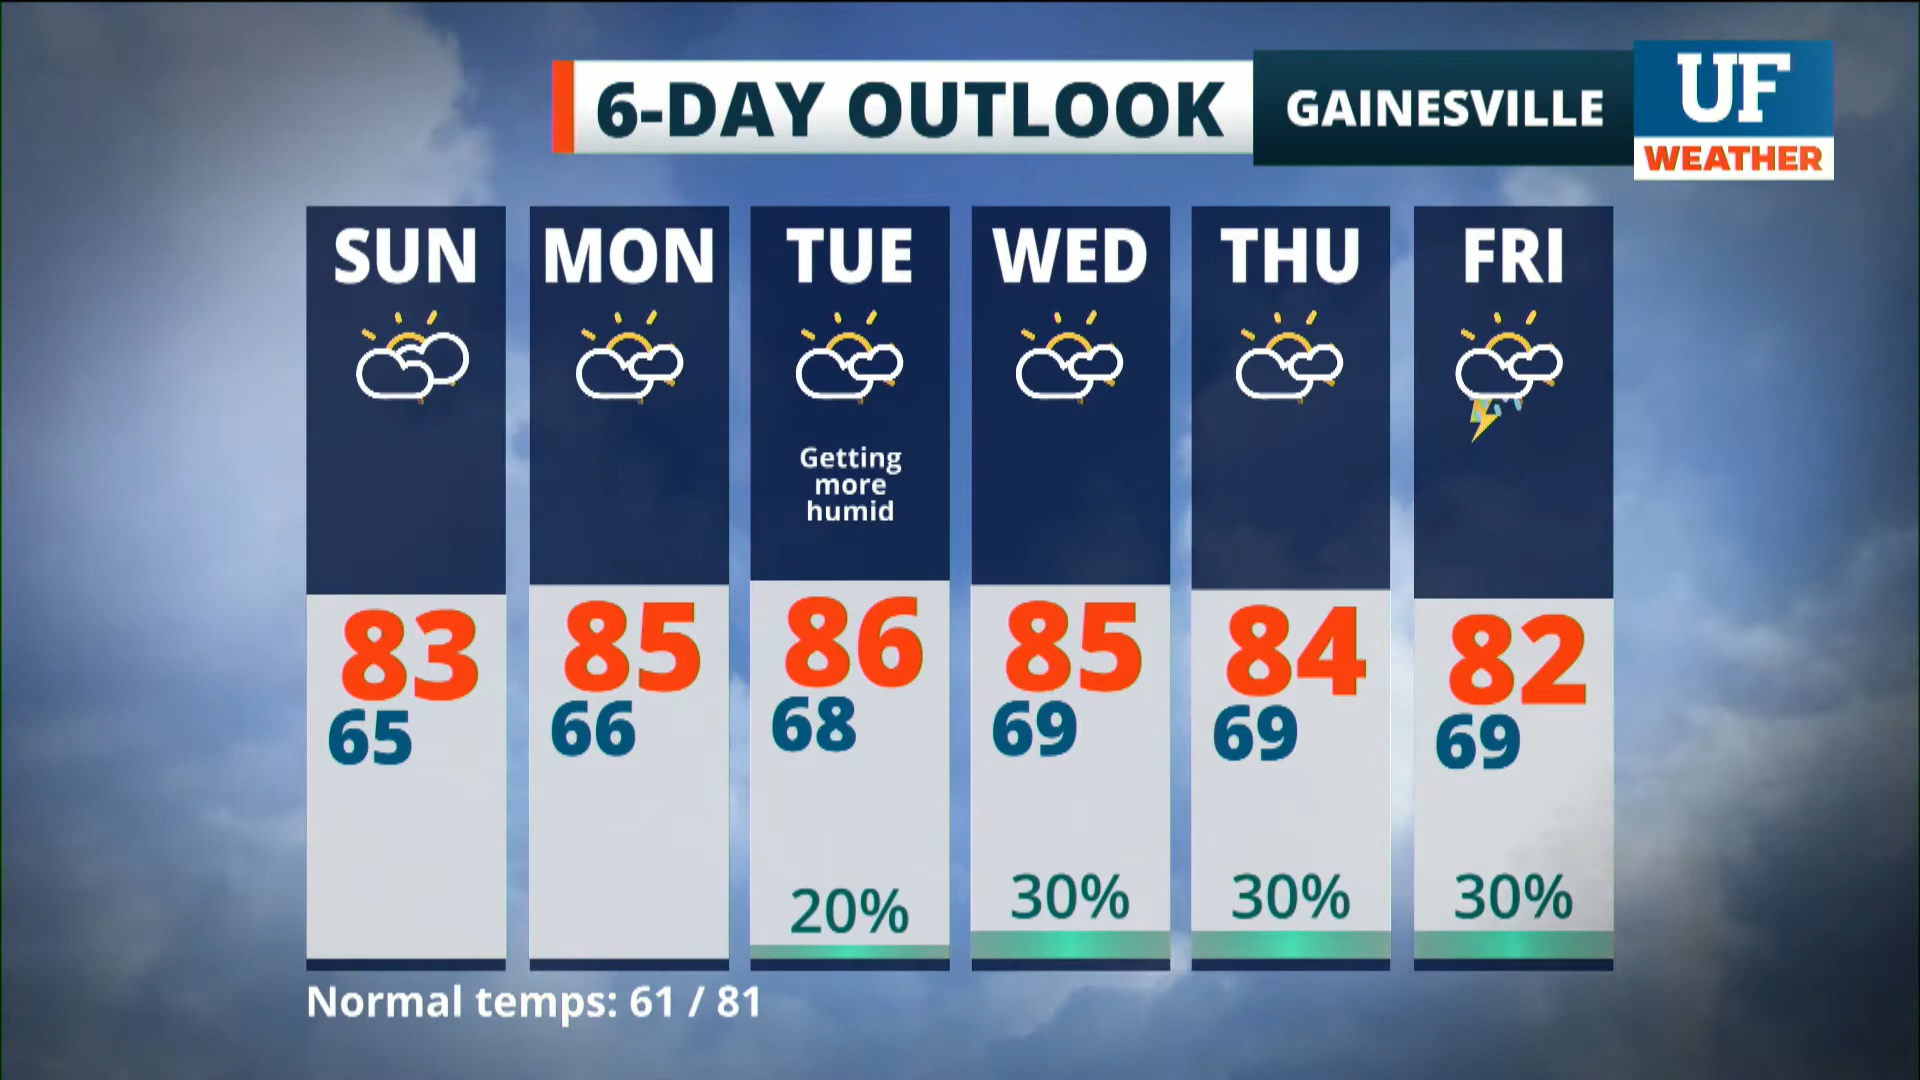 6-DAY OUTLOOK GAINESVILLE UF
WEATHER
SUN MON TUE WED THU FRI
Getting
more
humid
83 85 86 85 84 82
65 66 68 69 69 69
20% 30% 30% 30%
Normal temps: 61 / 81